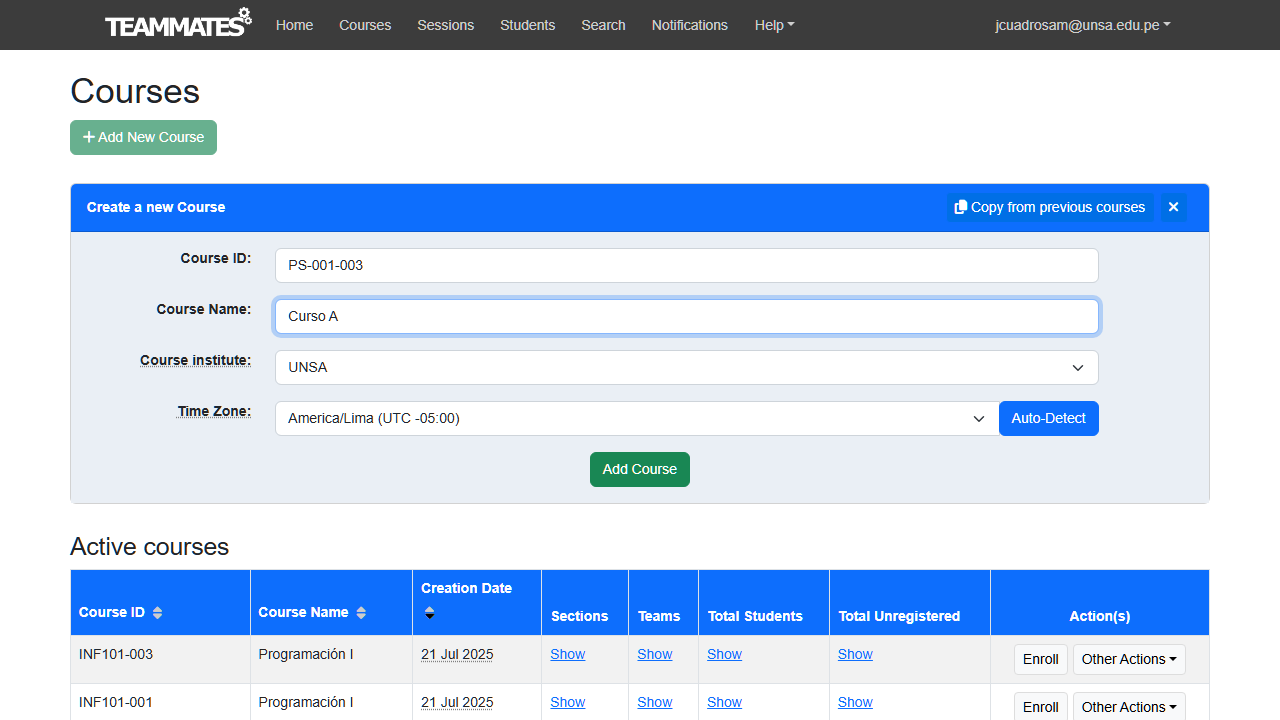 TEAMMATES Home Courses Sessions Students Search Notifications Help jcuadrosam@unsa.edu.pe
Courses
+ Add New Course
Create a new Course Copy from previous courses ×
Course ID: PS-001-003
Course Name: Curso A
Course institute: UNSA
Time Zone: America/Lima (UTC -05:00) Auto-Detect
Add Course
Active courses
Course ID Course Name Creation Date Sections Teams Total Students Total Unregistered Action(s)
INF101-003 Programación I 21 Jul 2025 Show Show Show Show Enroll Other Actions
INF101-001 Programación I 21 Jul 2025 Show Show Show Show Enroll Other Actions